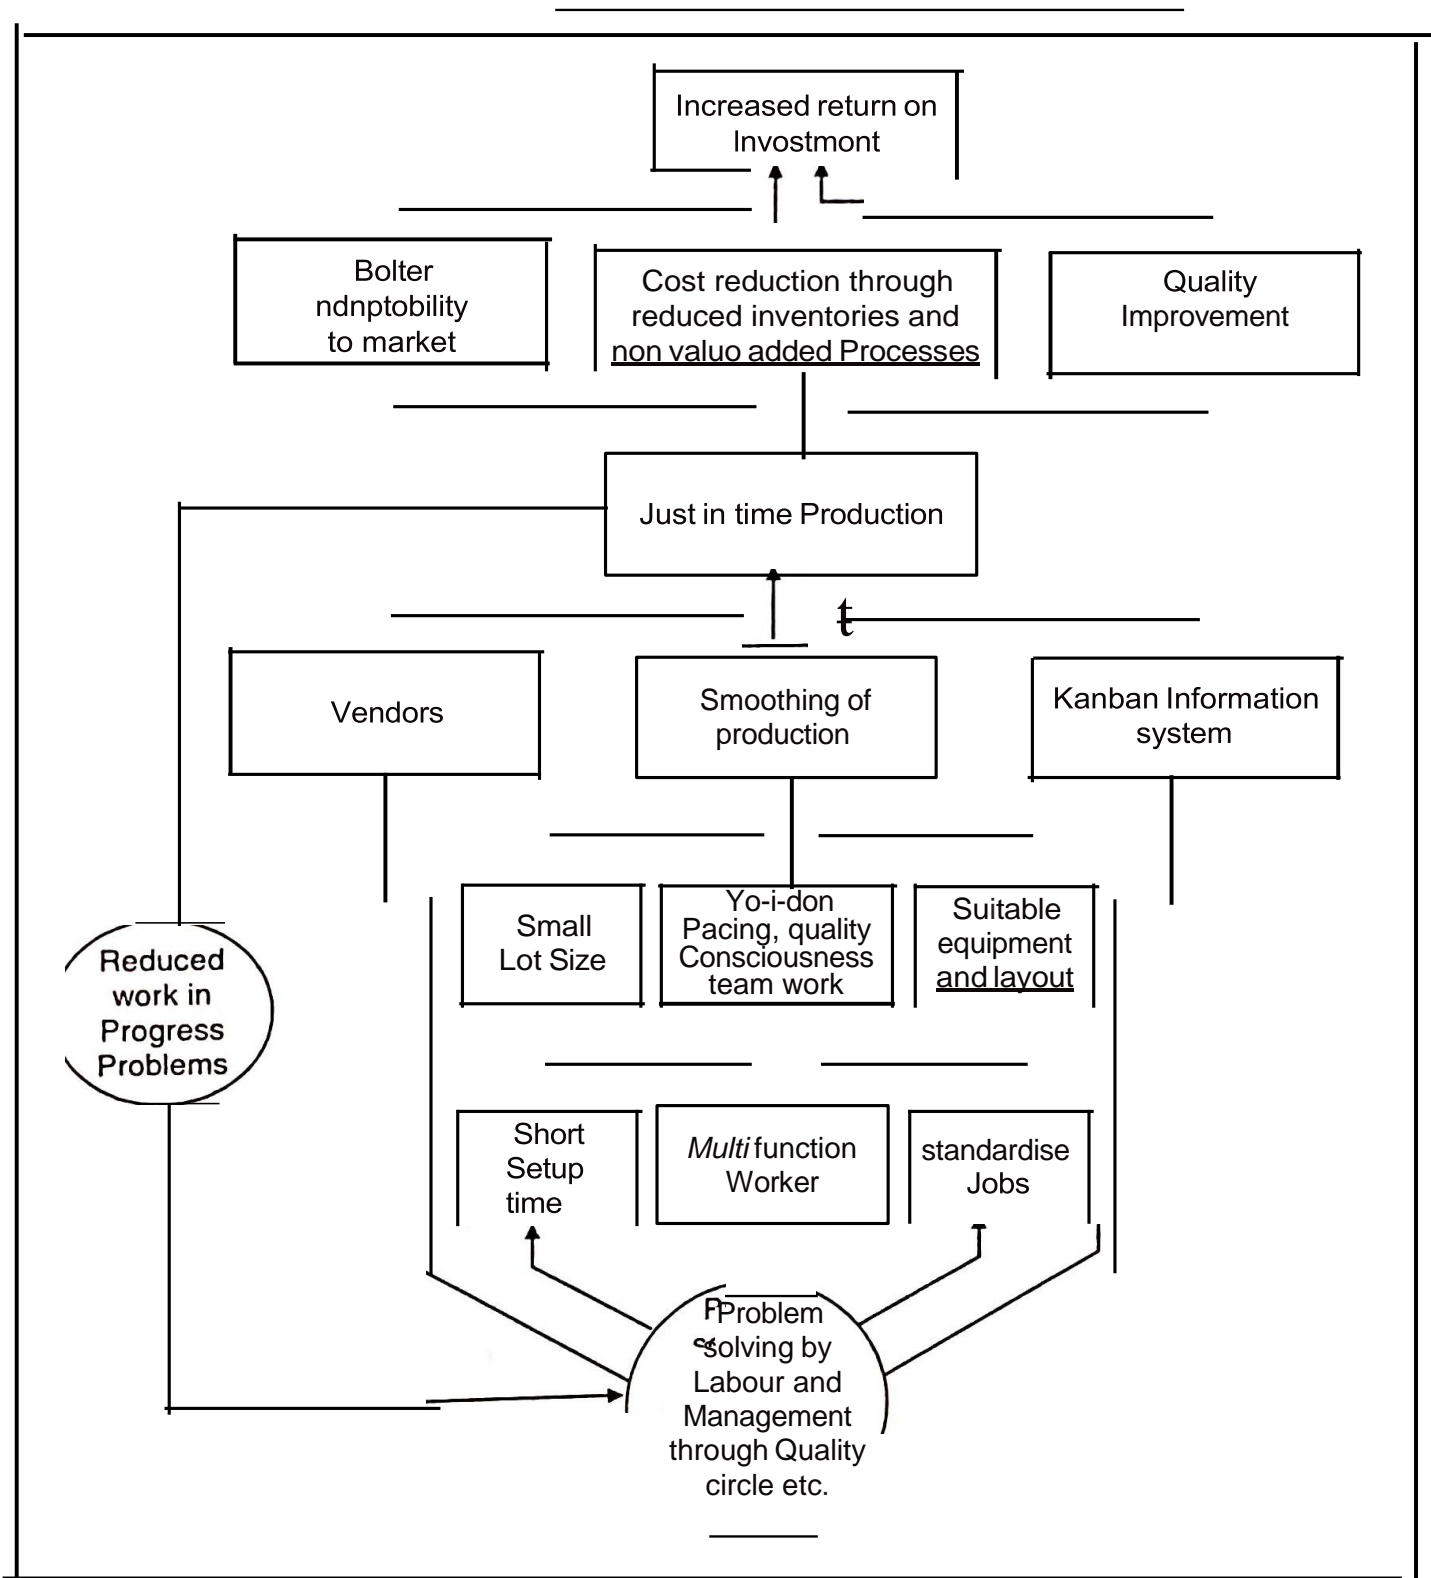 Increased return on
Invostmont
Bolter
ndnptobility
to market
Cost reduction through
reduced inventories and
non valuo added Processes
Quality
Improvement
Just in time Production
t
Vendors
Smoothing of
production
Kanban Information
system
Small
Lot Size
Yo-i-don
Pacing, quality
Consciousness
team work
Suitable
equipment
and layout
Reduced
work in
Progress
Problems
Short
Setup
time
Multi function
Worker
standardise
Jobs
Problem
solving by
Labour and
Management
through Quality
circle etc.